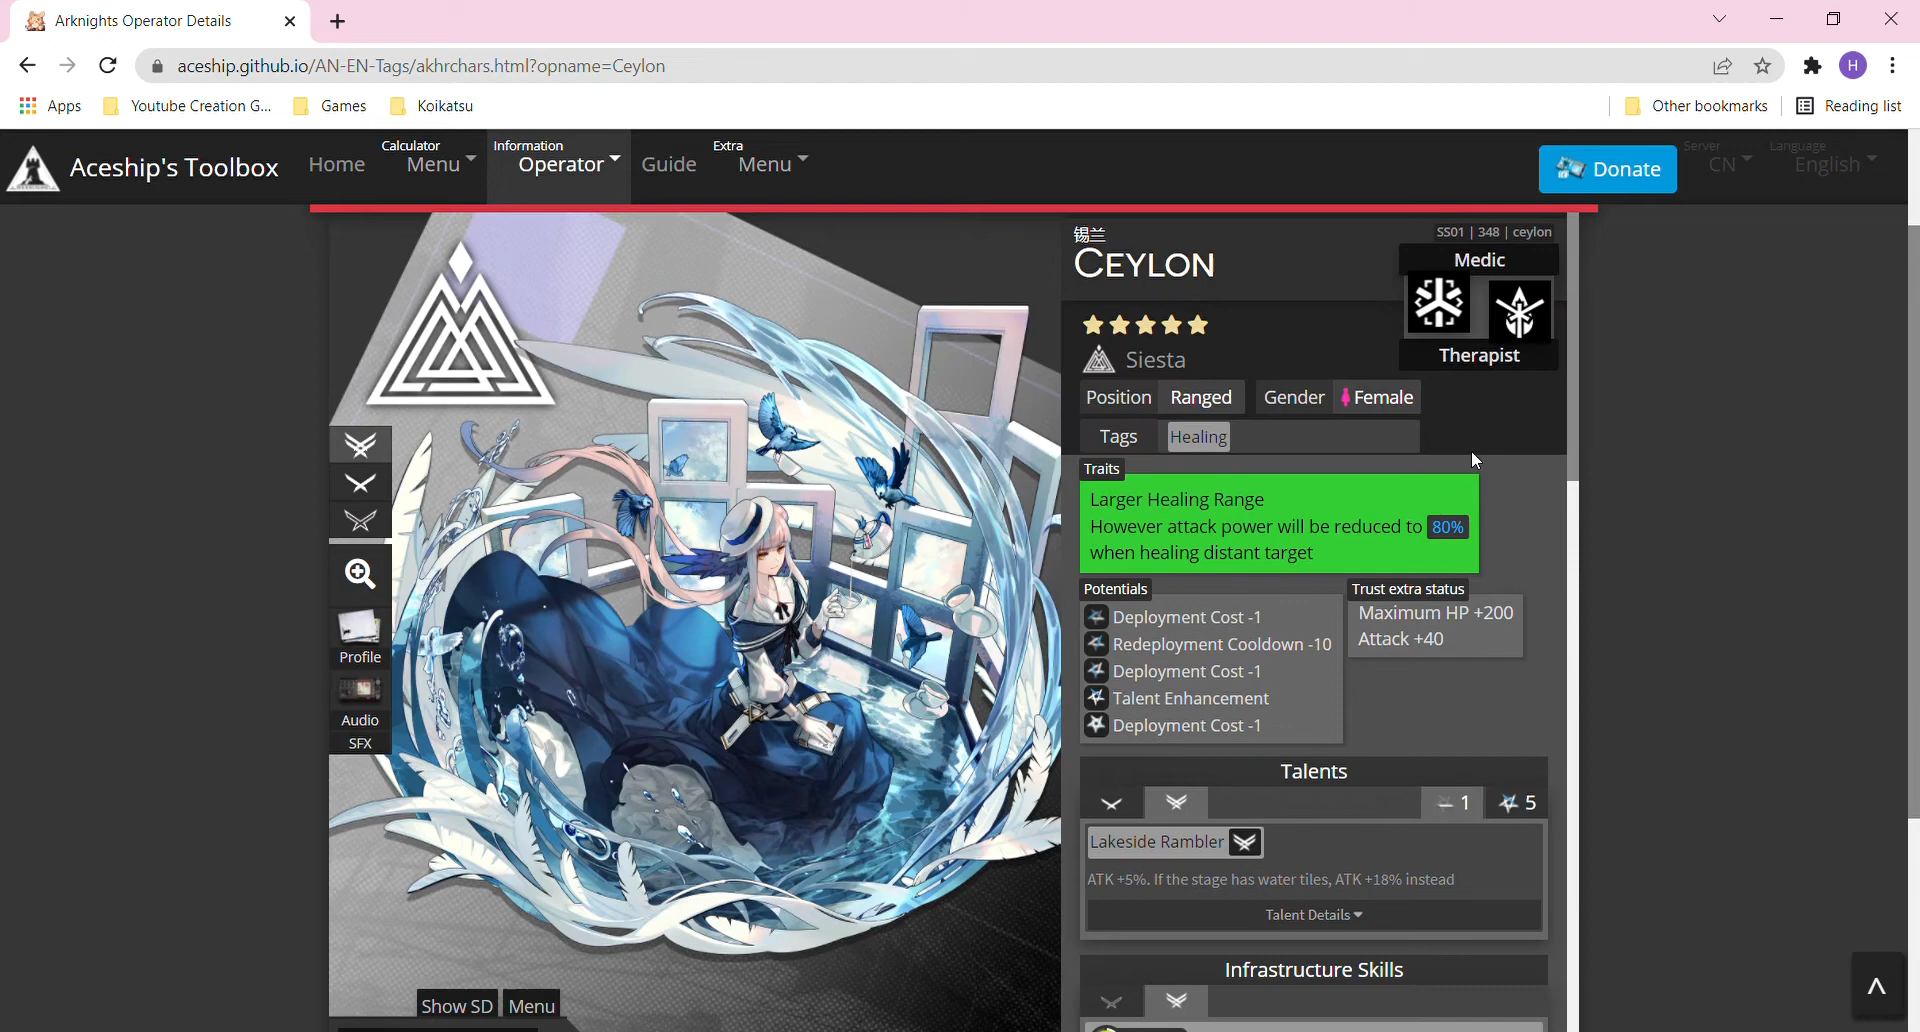 Arknights Operator Details
aceship.github.io/AN-EN-Tags/akhrchars.html?opname=Ceylon
H
Apps
Youtube Creation G...
Games
Koikatsu
Other bookmarks
Reading list
Aceship's Toolbox
Home
Calculator
Menu
Information
Operator
Guide
Extra
Menu
Donate
Server
CN
Language
English
锡兰
CEYLON
SS01 | 348 | ceylon
Medic
Therapist
Siesta
Position Ranged
Gender Female
Tags Healing
Traits
Larger Healing Range
However attack power will be reduced to 80%
when healing distant target
Potentials
Deployment Cost -1
Redeployment Cooldown -10
Deployment Cost -1
Talent Enhancement
Deployment Cost -1
Trust extra status
Maximum HP +200
Attack +40
Talents
1
5
Lakeside Rambler
ATK +5%. If the stage has water tiles, ATK +18% instead
Talent Details
Infrastructure Skills
Profile
Audio
SFX
Show SD
Menu